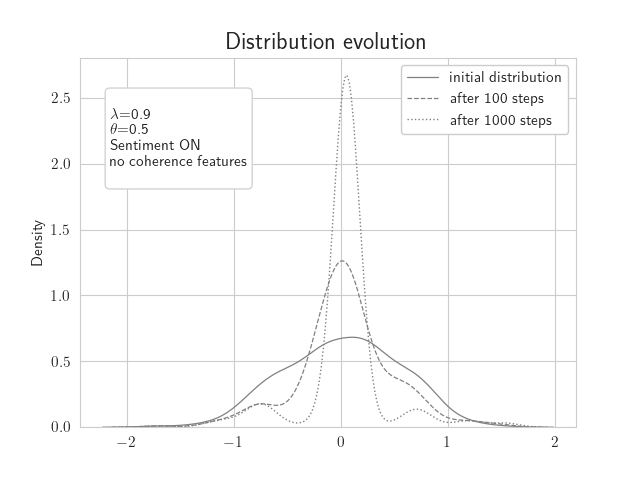 Distribution evolution
initial distribution
after 100 steps
after 1000 steps
λ=0.9
θ=0.5
Sentiment ON
no coherence features
Density
2.5
2.0
1.5
1.0
0.5
0.0
−2
−1
0
1
2